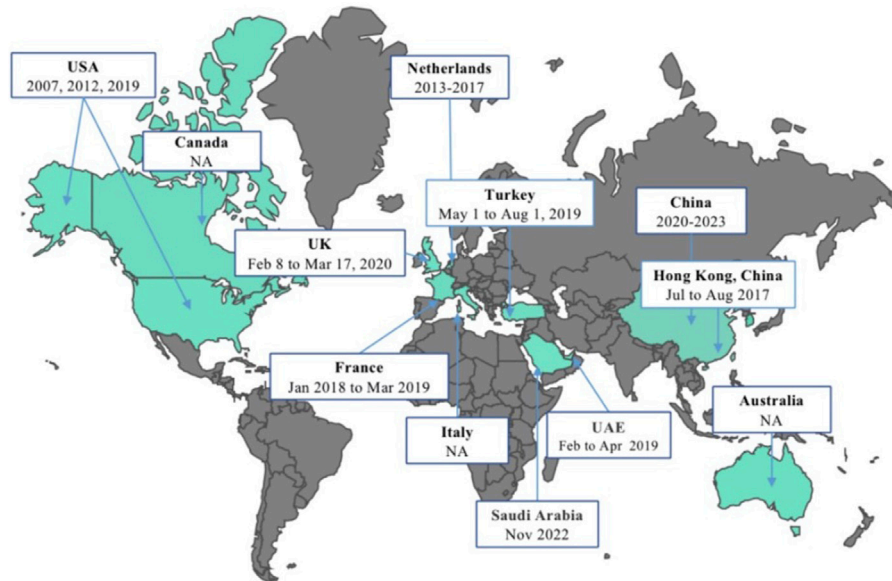 USA
2007, 2012, 2019
Netherlands
2013-2017
Canada
NA
Turkey
May 1 to Aug 1, 2019
China
2020-2023
UK
Feb 8 to Mar 17, 2020
Hong Kong, China
Jul to Aug 2017
France
Jan 2018 to Mar 2019
Italy
NA
UAE
Feb to Apr 2019
Australia
NA
Saudi Arabia
Nov 2022